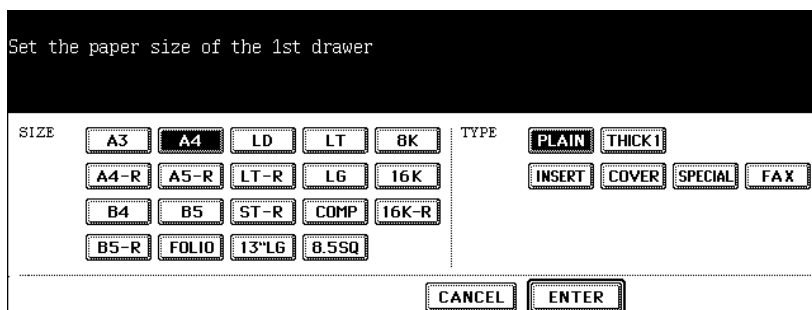 Set the paper size of the 1st drawer
SIZE A3 A4 LD LT 8K TYPE PLAIN THICK1
A4-R A5-R LT-R LG 16K INSERT COVER SPECIAL FAX
B4 B5 ST-R COMP 16K-R
B5-R FOLIO 13"LG 8.5SQ
CANCEL ENTER